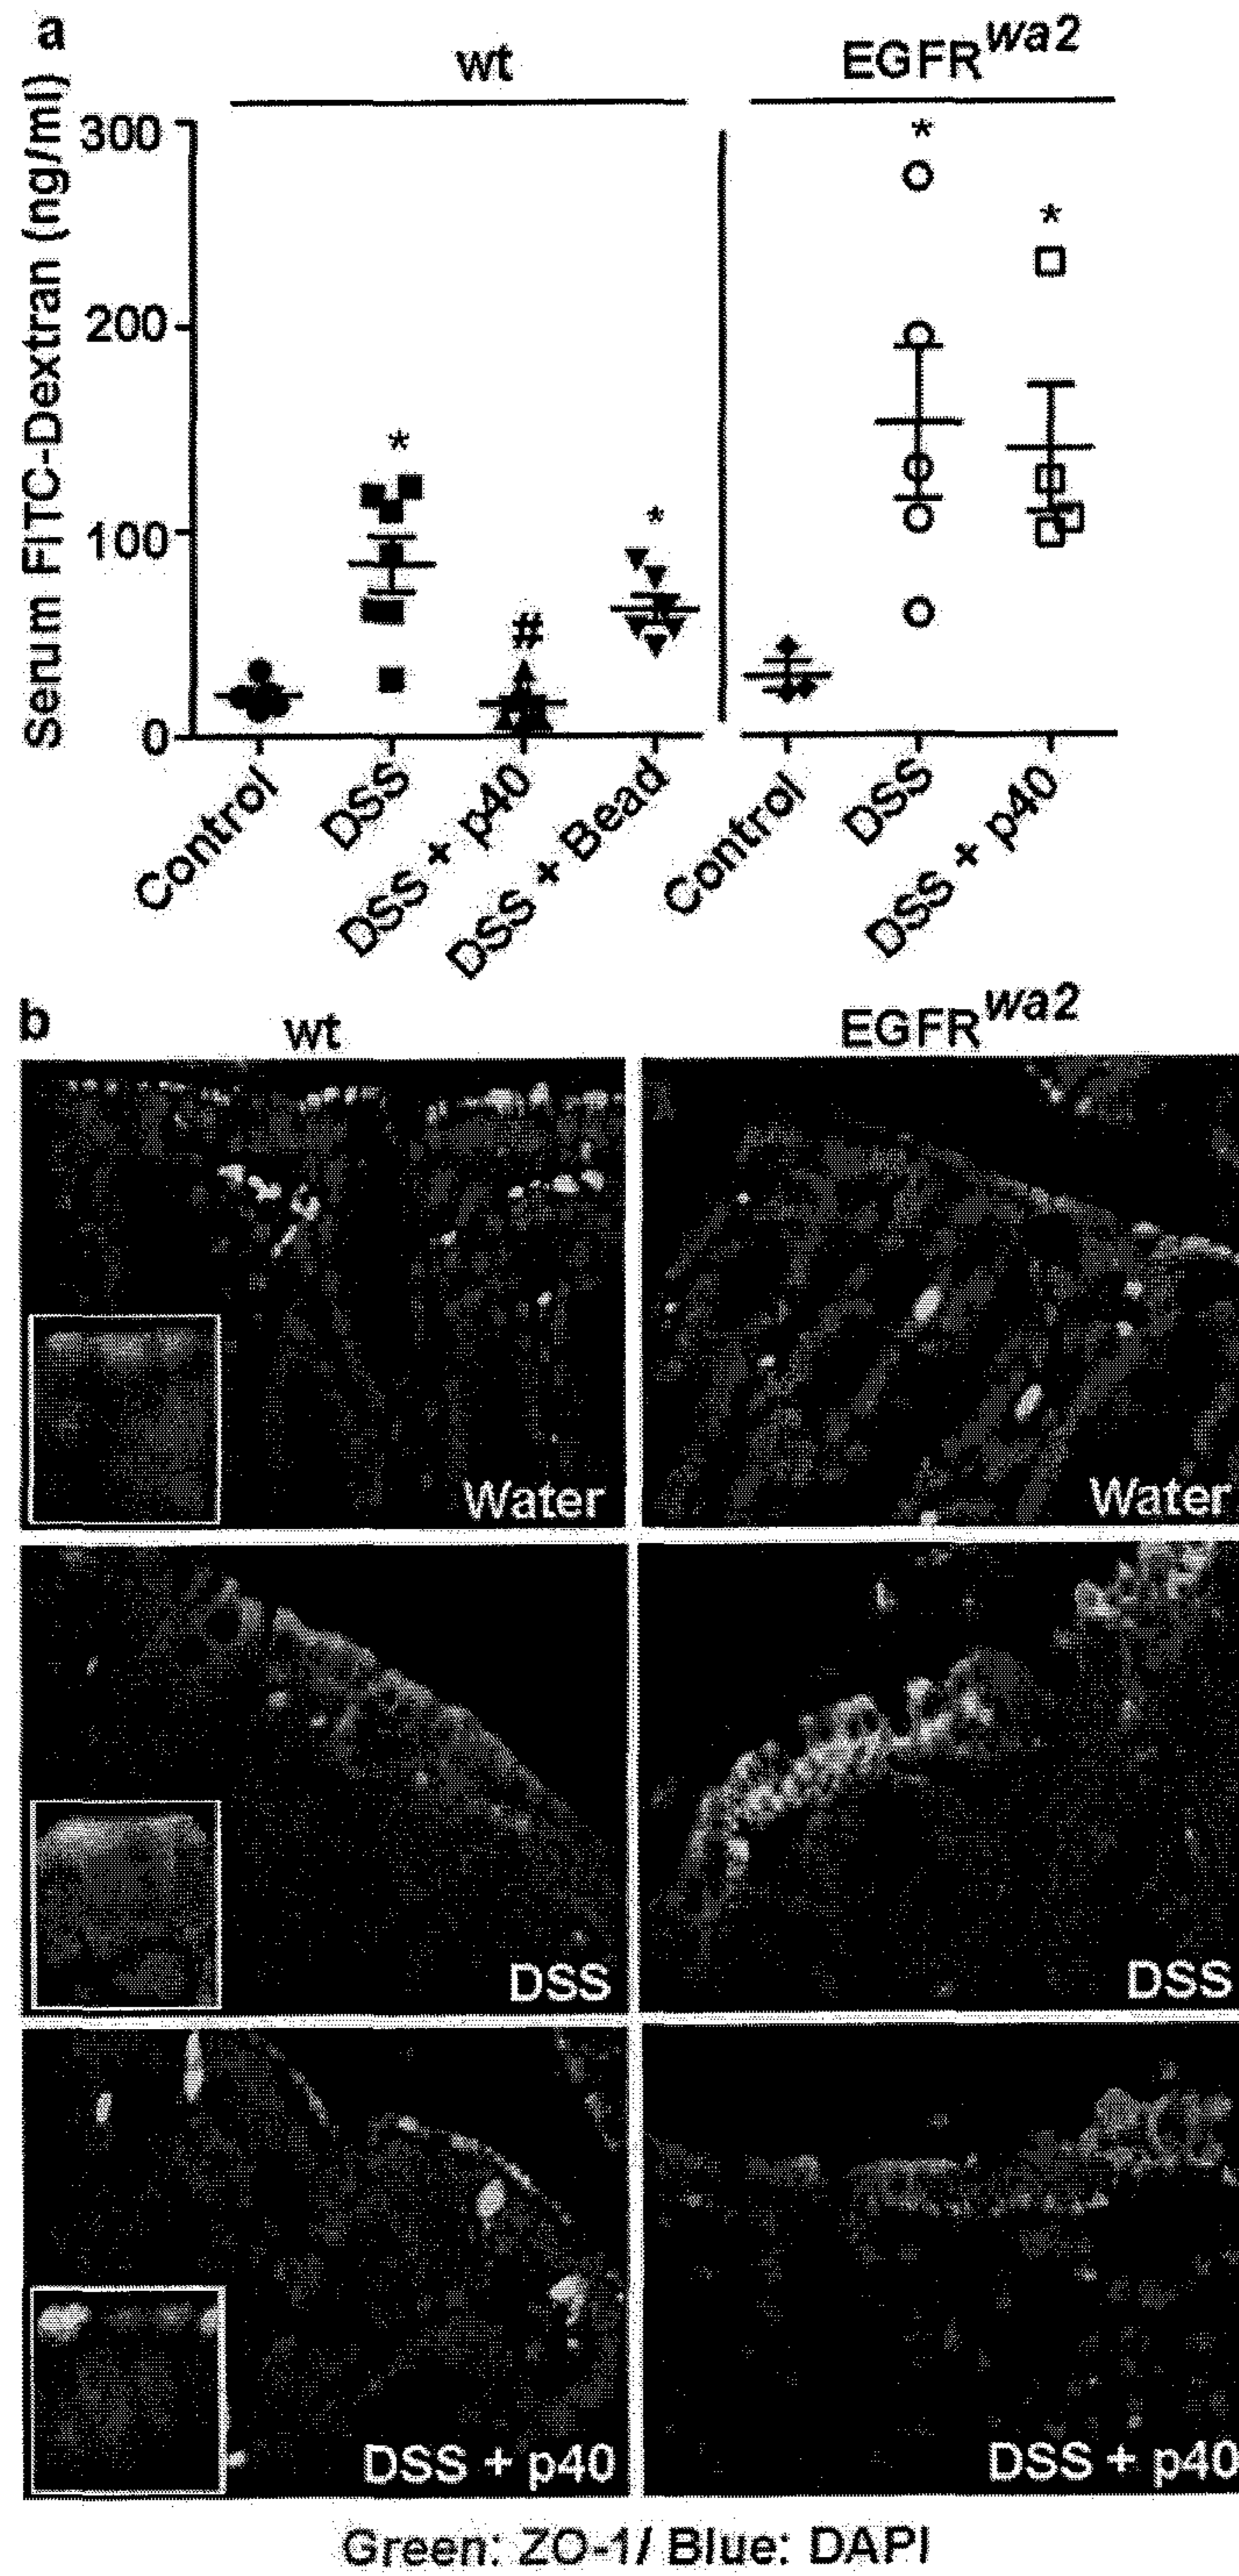 a
wt EGFRwa2
Serum FITC-Dextran (ng/ml)
300
200
100
0
* # * * *
Control DSS DSS + p40 DSS + Bead Control DSS DSS + p40
b
wt EGFRwa2
Water Water
DSS DSS
DSS + p40 DSS + p40
Green: ZO-1/ Blue: DAPI